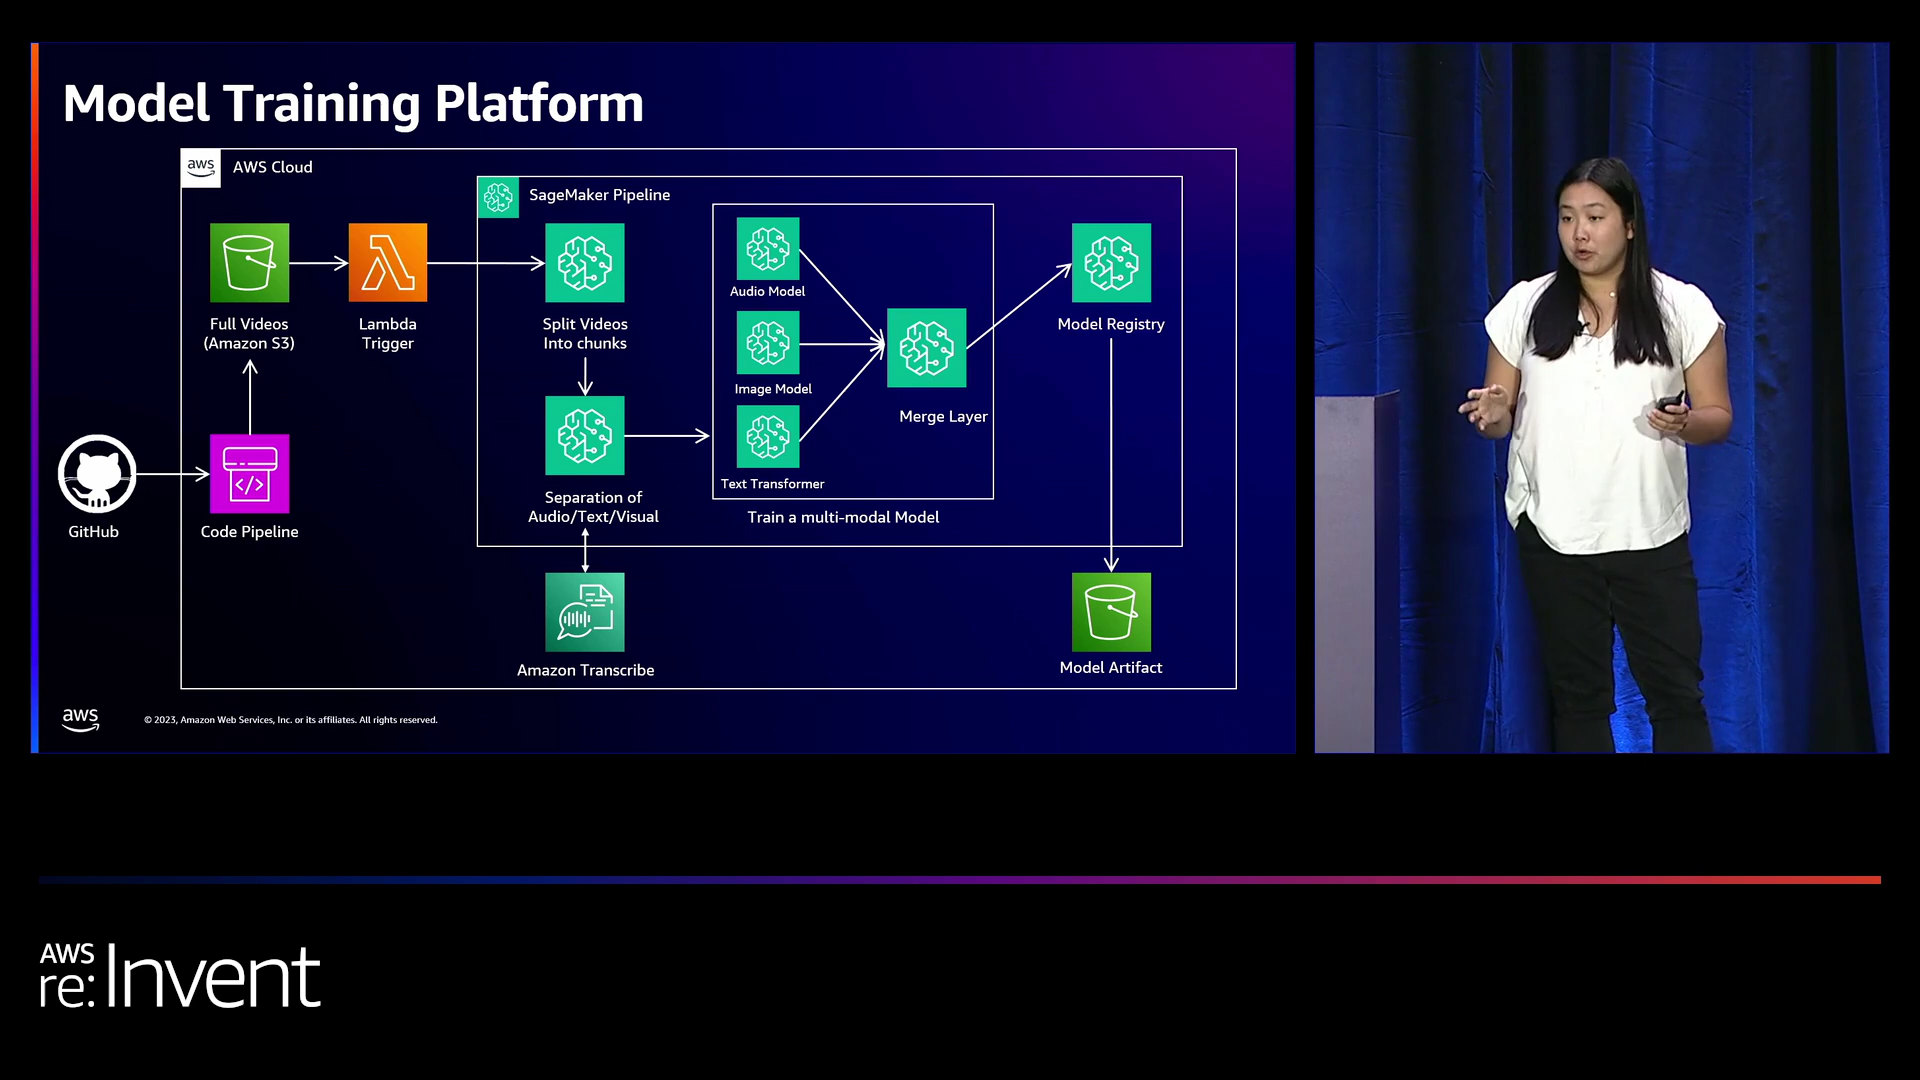 Model Training Platform
aws
AWS Cloud
SageMaker Pipeline
Full Videos
(Amazon S3)
Lambda
Trigger
Split Videos
Into chunks
Audio Model
Image Model
Text Transformer
Merge Layer
Model Registry
GitHub
</>
Code Pipeline
Separation of
Audio/Text/Visual
Train a multi-modal Model
Amazon Transcribe
Model Artifact
aws
© 2023, Amazon Web Services, Inc. or its affiliates. All rights reserved.
AWS
re:Invent